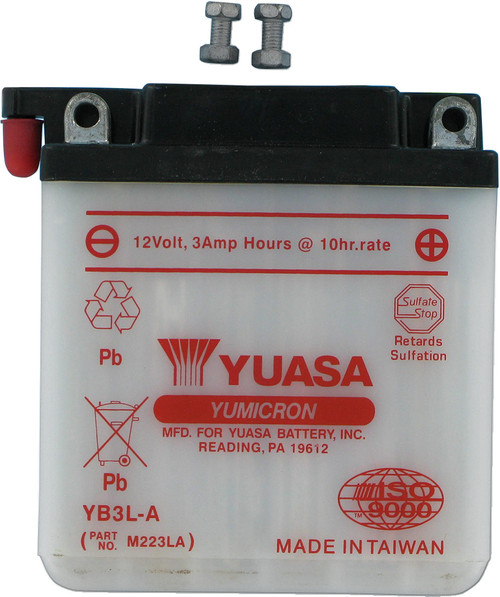 12Volt, 3Amp Hours @ 10hr.rate
Sulfate
Stop
Retards
Sulfation
Pb
YUASA
YUMICRON
MFD. FOR YUASA BATTERY, INC.
READING, PA 19612
Pb
YB3L-A
(PART NO. M223LA)
ISO
9000
TM
MADE IN TAIWAN